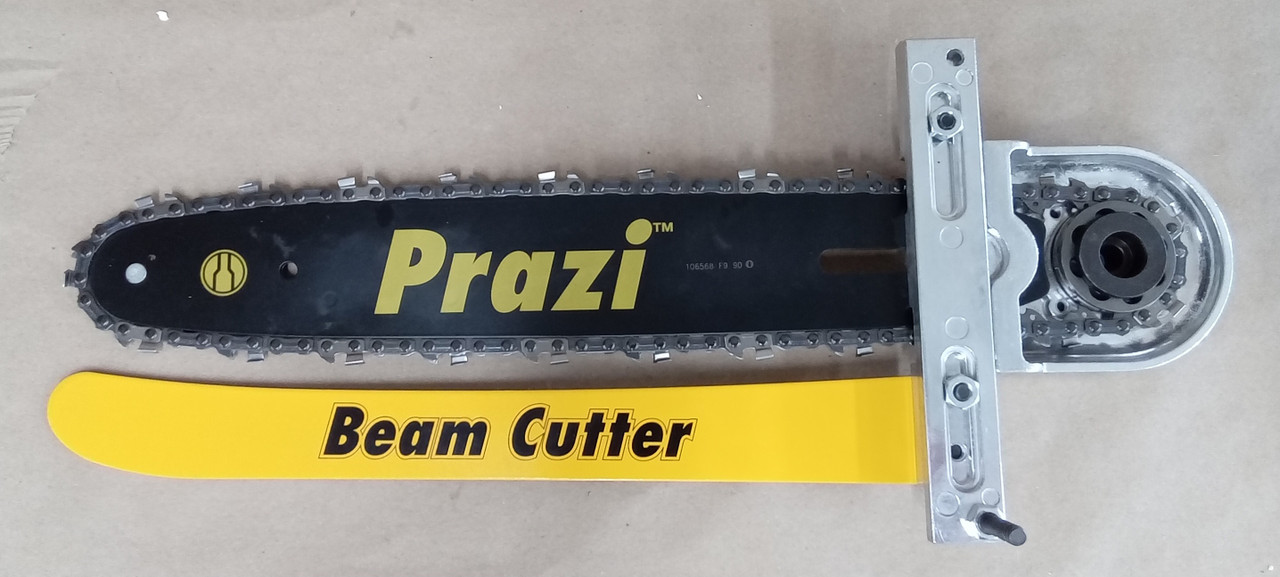 Prazi™
106568 F9 90
Beam Cutter